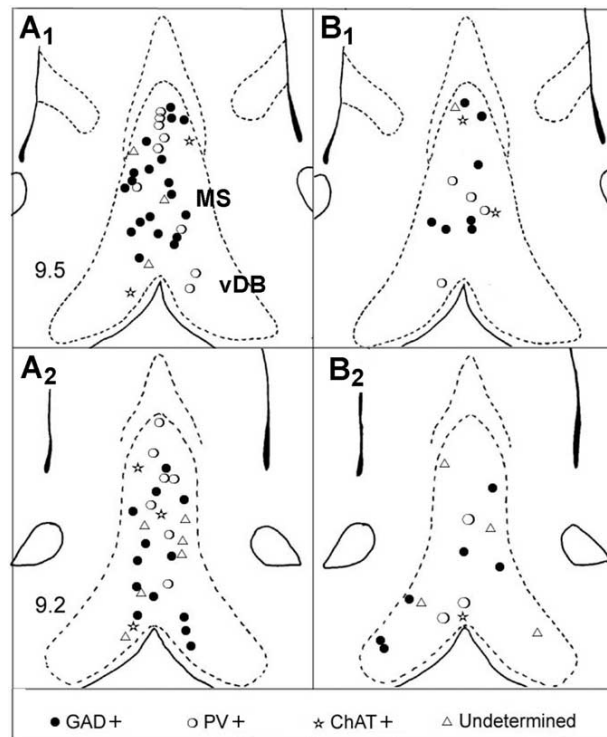 A1 B1
MS
9.5 vDB
A2 B2
9.2
GAD+ PV+ ChAT+ Undetermined